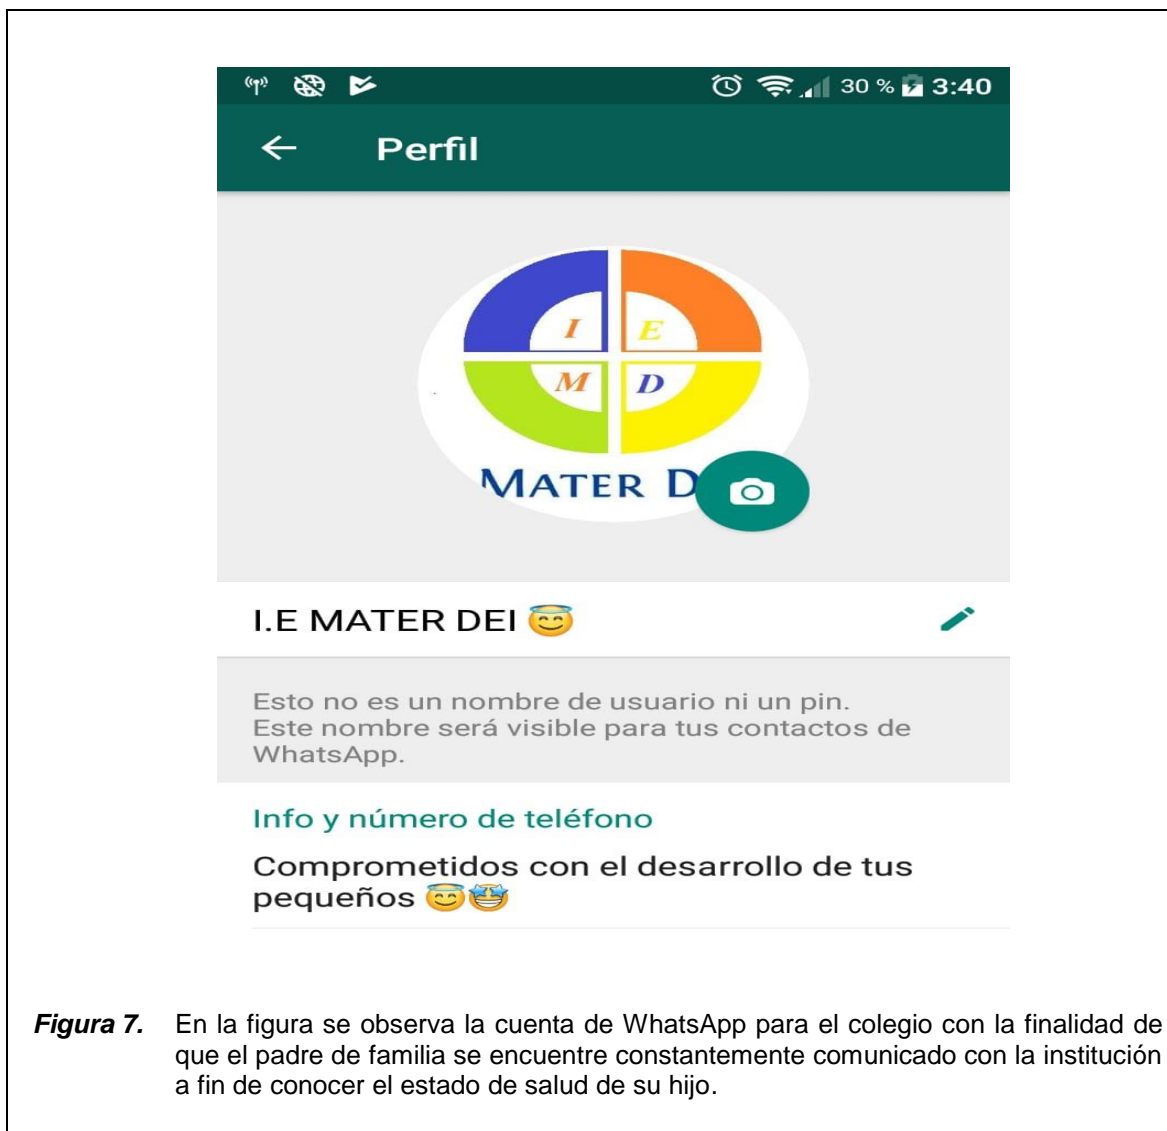 30 % 3:40
Perfil
I E
M D
MATER D
I.E MATER DEI 😇
Esto no es un nombre de usuario ni un pin.
Este nombre será visible para tus contactos de
WhatsApp.
Info y número de teléfono
Comprometidos con el desarrollo de tus
pequeños 😇🤩
Figura 7. En la figura se observa la cuenta de WhatsApp para el colegio con la finalidad de
que el padre de familia se encuentre constantemente comunicado con la institución
a fin de conocer el estado de salud de su hijo.